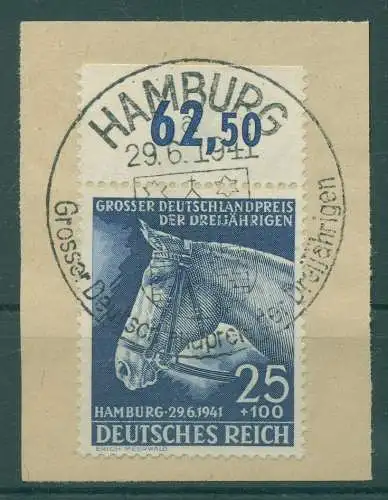 HAMBURG
a
62,50
29.6.1941
Grosser Deutschlandpreis der Dreijährigen
GROSSER DEUTSCHLANDPREIS
DER DREIJÄHRIGEN
25
+100
HAMBURG·29.6.1941
DEUTSCHES REICH
ERICH MEERWALD